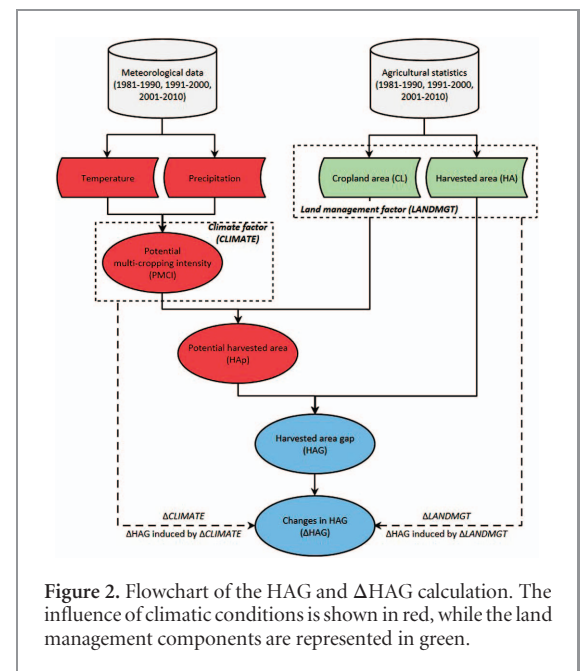 Meteorological data
(1981-1990, 1991-2000,
2001-2010)
Agricultural statistics
(1981-1990, 1991-2000,
2001-2010)
Temperature
Precipitation
Cropland area (CL)
Harvested area (HA)
Land management factor (LANDMGT)
Climate factor
(CLIMATE)
Potential
multi-cropping intensity
(PMCI)
Potential harvested area
(HAp)
Harvested area gap
(HAG)
ΔCLIMATE
ΔHAG induced by ΔCLIMATE
Changes in HAG
(ΔHAG)
ΔLANDMGT
ΔHAG induced by ΔLANDMGT
Figure 2. Flowchart of the HAG and ΔHAG calculation. The
influence of climatic conditions is shown in red, while the land
management components are represented in green.